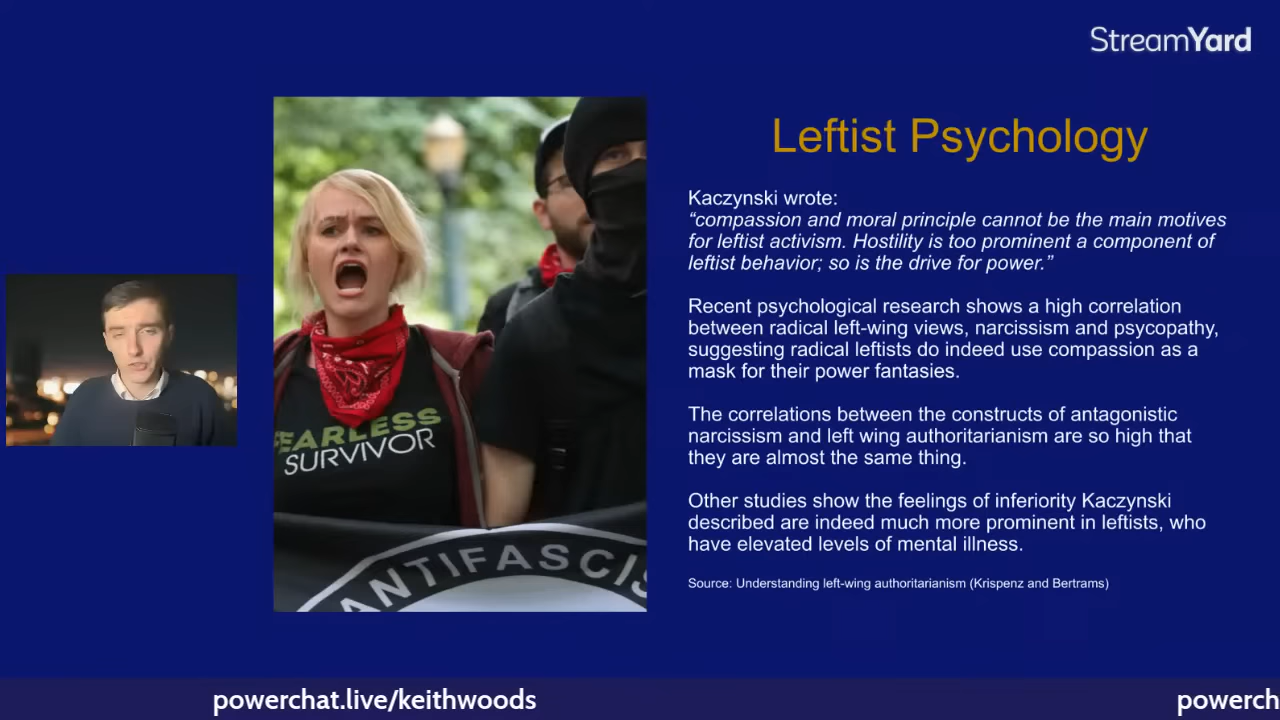 StreamYard
Leftist Psychology
Kaczynski wrote:
“compassion and moral principle cannot be the main motives
for leftist activism. Hostility is too prominent a component of
leftist behavior; so is the drive for power.”
Recent psychological research shows a high correlation
between radical left-wing views, narcissism and psycopathy,
suggesting radical leftists do indeed use compassion as a
mask for their power fantasies.
The correlations between the constructs of antagonistic
narcissism and left wing authoritarianism are so high that
they are almost the same thing.
Other studies show the feelings of inferiority Kaczynski
described are indeed much more prominent in leftists, who
have elevated levels of mental illness.
Source: Understanding left-wing authoritarianism (Krispenz and Bertrams)
EARLESS
SURVIVOR
ANTIFASCIS
powerchat.live/keithwoods
powerch